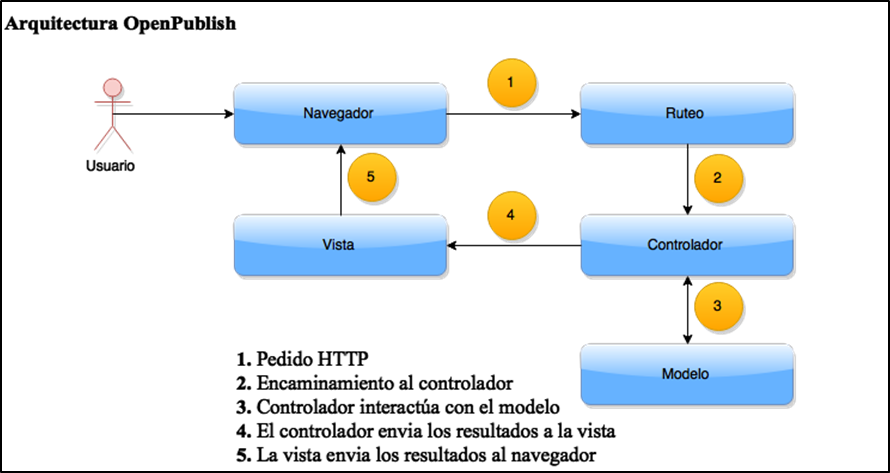 Arquitectura OpenPublish
Usuario
Navegador
1
Ruteo
5
2
Vista
4
Controlador
3
Modelo
1. Pedido HTTP
2. Encaminamiento al controlador
3. Controlador interactúa con el modelo
4. El controlador envia los resultados a la vista
5. La vista envia los resultados al navegador